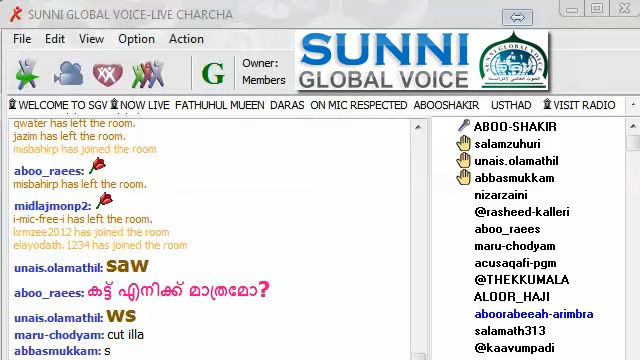 SUNNI GLOBAL VOICE-LIVE CHARCHA
File Edit View Option Action
SUNNI
GLOBAL VOICE
G
Owner:
Members
WELCOME TO SGV NOW LIVE FATHUHUL MUEEN DARAS ON MIC RESPECTED ABOOSHAKIR USTHAD VISIT RADIO
qwater has left the room.
jazim has left the room.
misbahirp has joined the room
aboo_raees:
misbahirp has left the room.
midlajmonp2:
i-mic-free-i has left the room.
krmzee2012 has joined the room
elayodath.1234 has joined the room
unais.olamathil: saw
aboo_raees: കട്ട് എനിക്ക് മാത്രമോ?
unais.olamathil: ws
maru-chodyam: cut illa
abbasmukkam: s
ABOO-SHAKIR
salamzuhuri
unais.olamathil
abbasmukkam
nizarzaini
@rasheed-kalleri
aboo_raees
maru-chodyam
acusaqafi-pgm
@THEKKUMALA
ALOOR_HAJI
aboorabeeah-arimbra
salamath313
@kaavumpadi